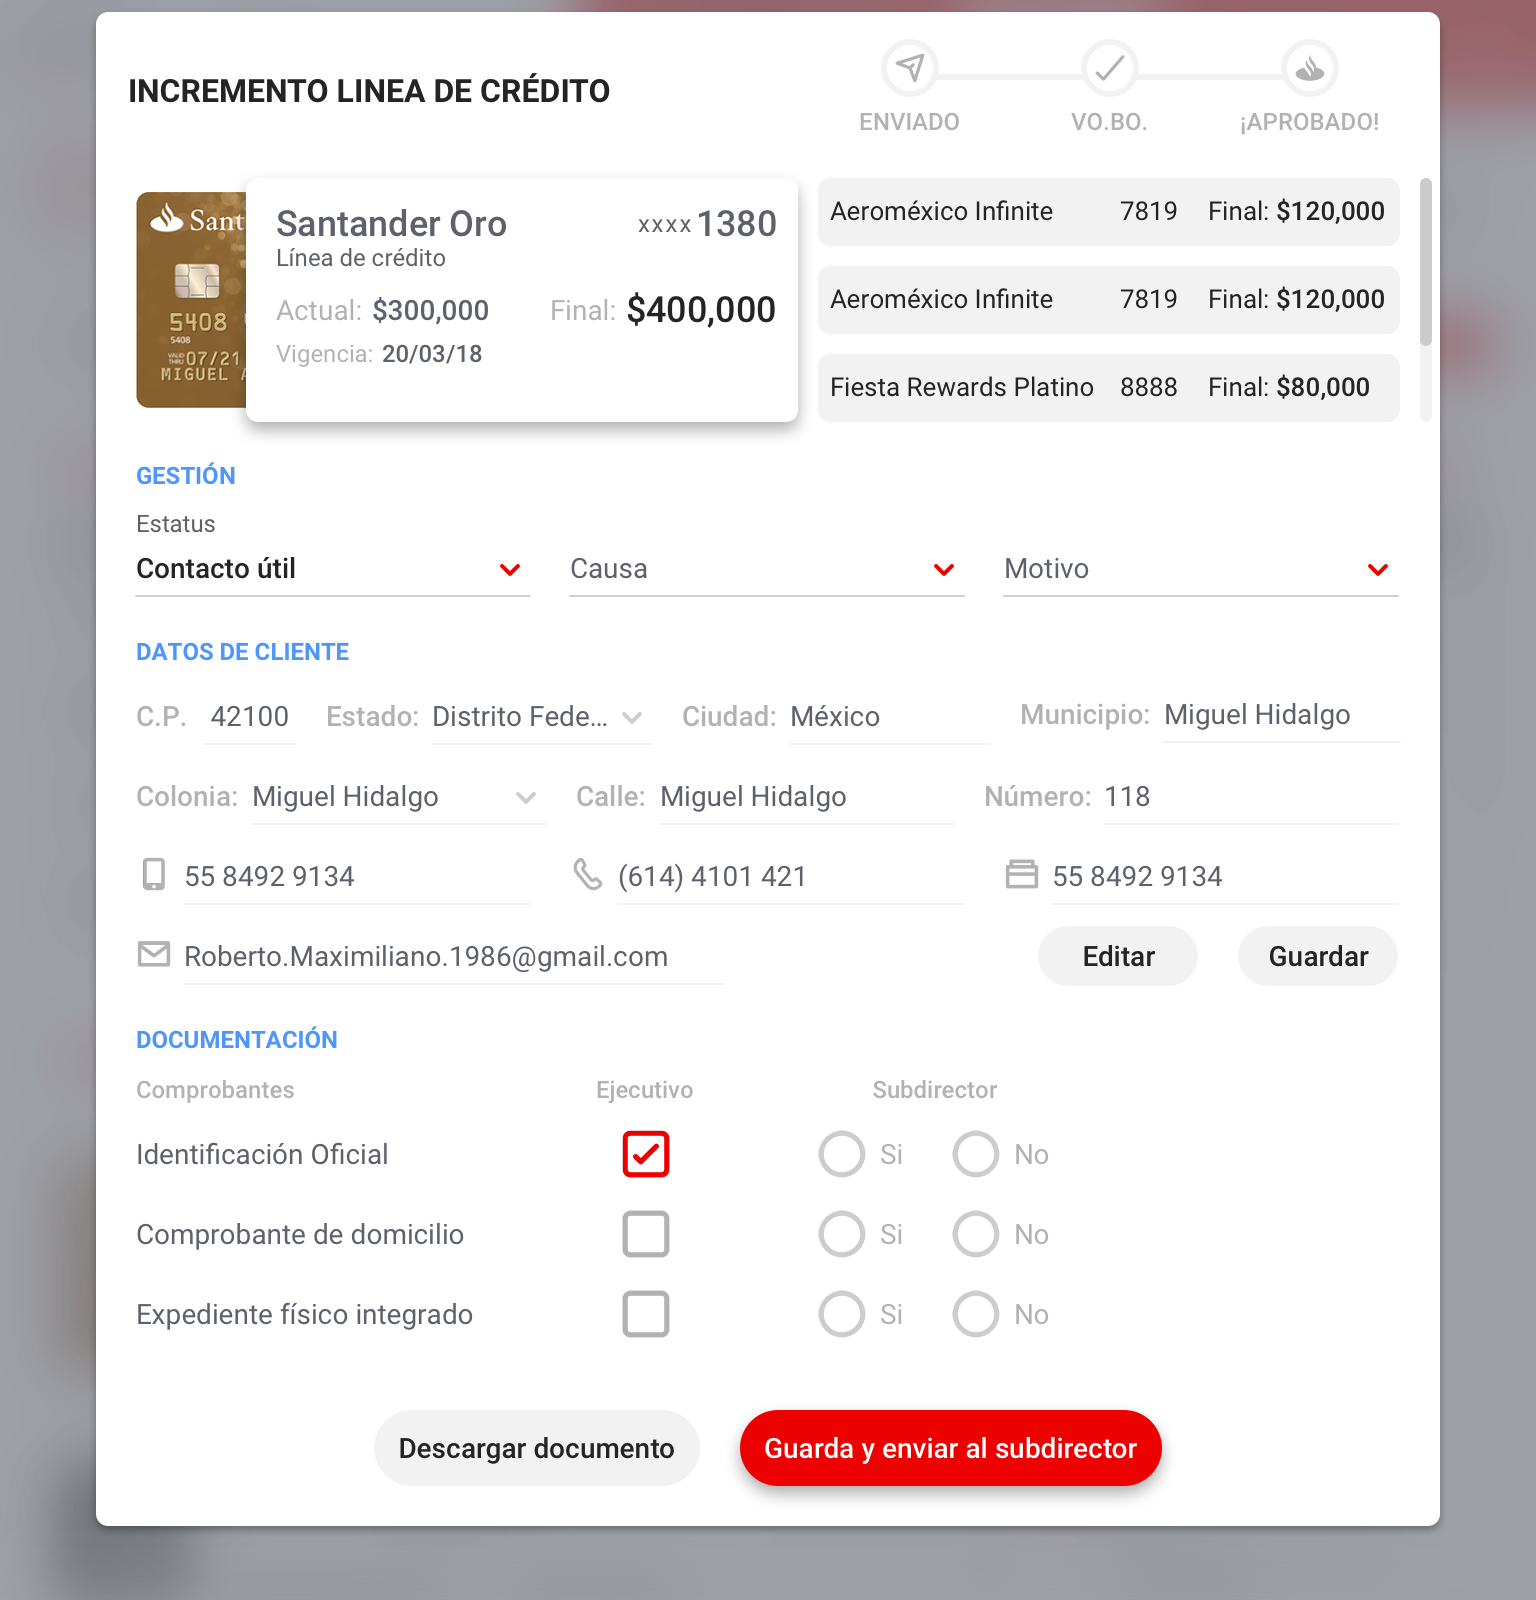 INCREMENTO LINEA DE CRÉDITO
ENVIADO
VO.BO.
¡APROBADO!
Sant
5408
5408
VALID THRU 07/21
MIGUEL A
Santander Oro xxxx 1380
Línea de crédito
Actual: $300,000 Final: $400,000
Vigencia: 20/03/18
Aeroméxico Infinite 7819 Final: $120,000
Aeroméxico Infinite 7819 Final: $120,000
Fiesta Rewards Platino 8888 Final: $80,000
GESTIÓN
Estatus
Contacto útil Causa Motivo
DATOS DE CLIENTE
C.P. 42100 Estado: Distrito Fede... Ciudad: México Municipio: Miguel Hidalgo
Colonia: Miguel Hidalgo Calle: Miguel Hidalgo Número: 118
55 8492 9134 (614) 4101 421 55 8492 9134
Roberto.Maximiliano.1986@gmail.com Editar Guardar
DOCUMENTACIÓN
Comprobantes Ejecutivo Subdirector
Identificación Oficial Si No
Comprobante de domicilio Si No
Expediente físico integrado Si No
Descargar documento Guarda y enviar al subdirector